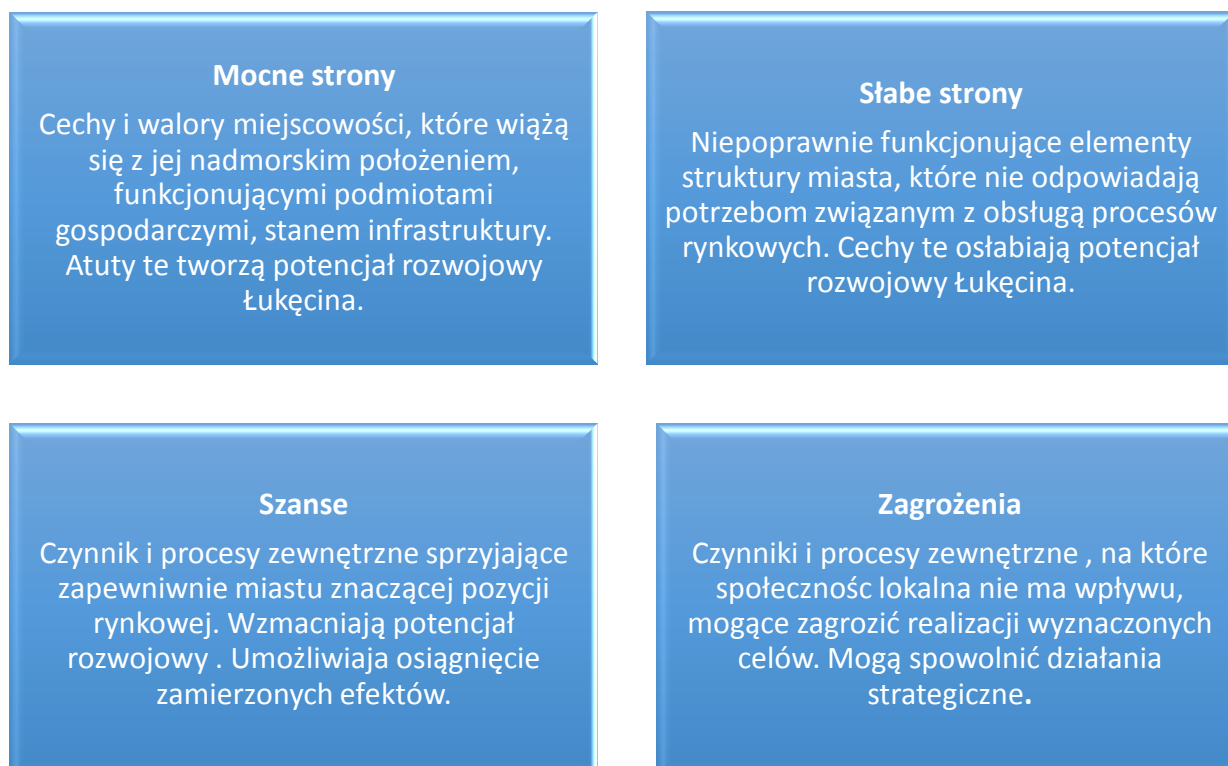 Mocne strony
Cechy i walory miejscowości, które wiążą
się z jej nadmorskim położeniem,
funkcjonującymi podmiotami
gospodarczymi, stanem infrastruktury.
Atuty te tworzą potencjał rozwojowy
Łukęcina.
Słabe strony
Niepoprawnie funkcjonujące elementy
struktury miasta, które nie odpowiadają
potrzebom związanym z obsługą procesów
rynkowych. Cechy te osłabiają potencjał
rozwojowy Łukęcina.
Szanse
Czynnik i procesy zewnętrzne sprzyjające
zapewniwnie miastu znaczącej pozycji
rynkowej. Wzmacniają potencjał
rozwojowy . Umożliwiaja osiągnięcie
zamierzonych efektów.
Zagrożenia
Czynniki i procesy zewnętrzne , na które
społecznośc lokalna nie ma wpływu,
mogące zagrozić realizacji wyznaczonych
celów. Mogą spowolnić działania
strategiczne.